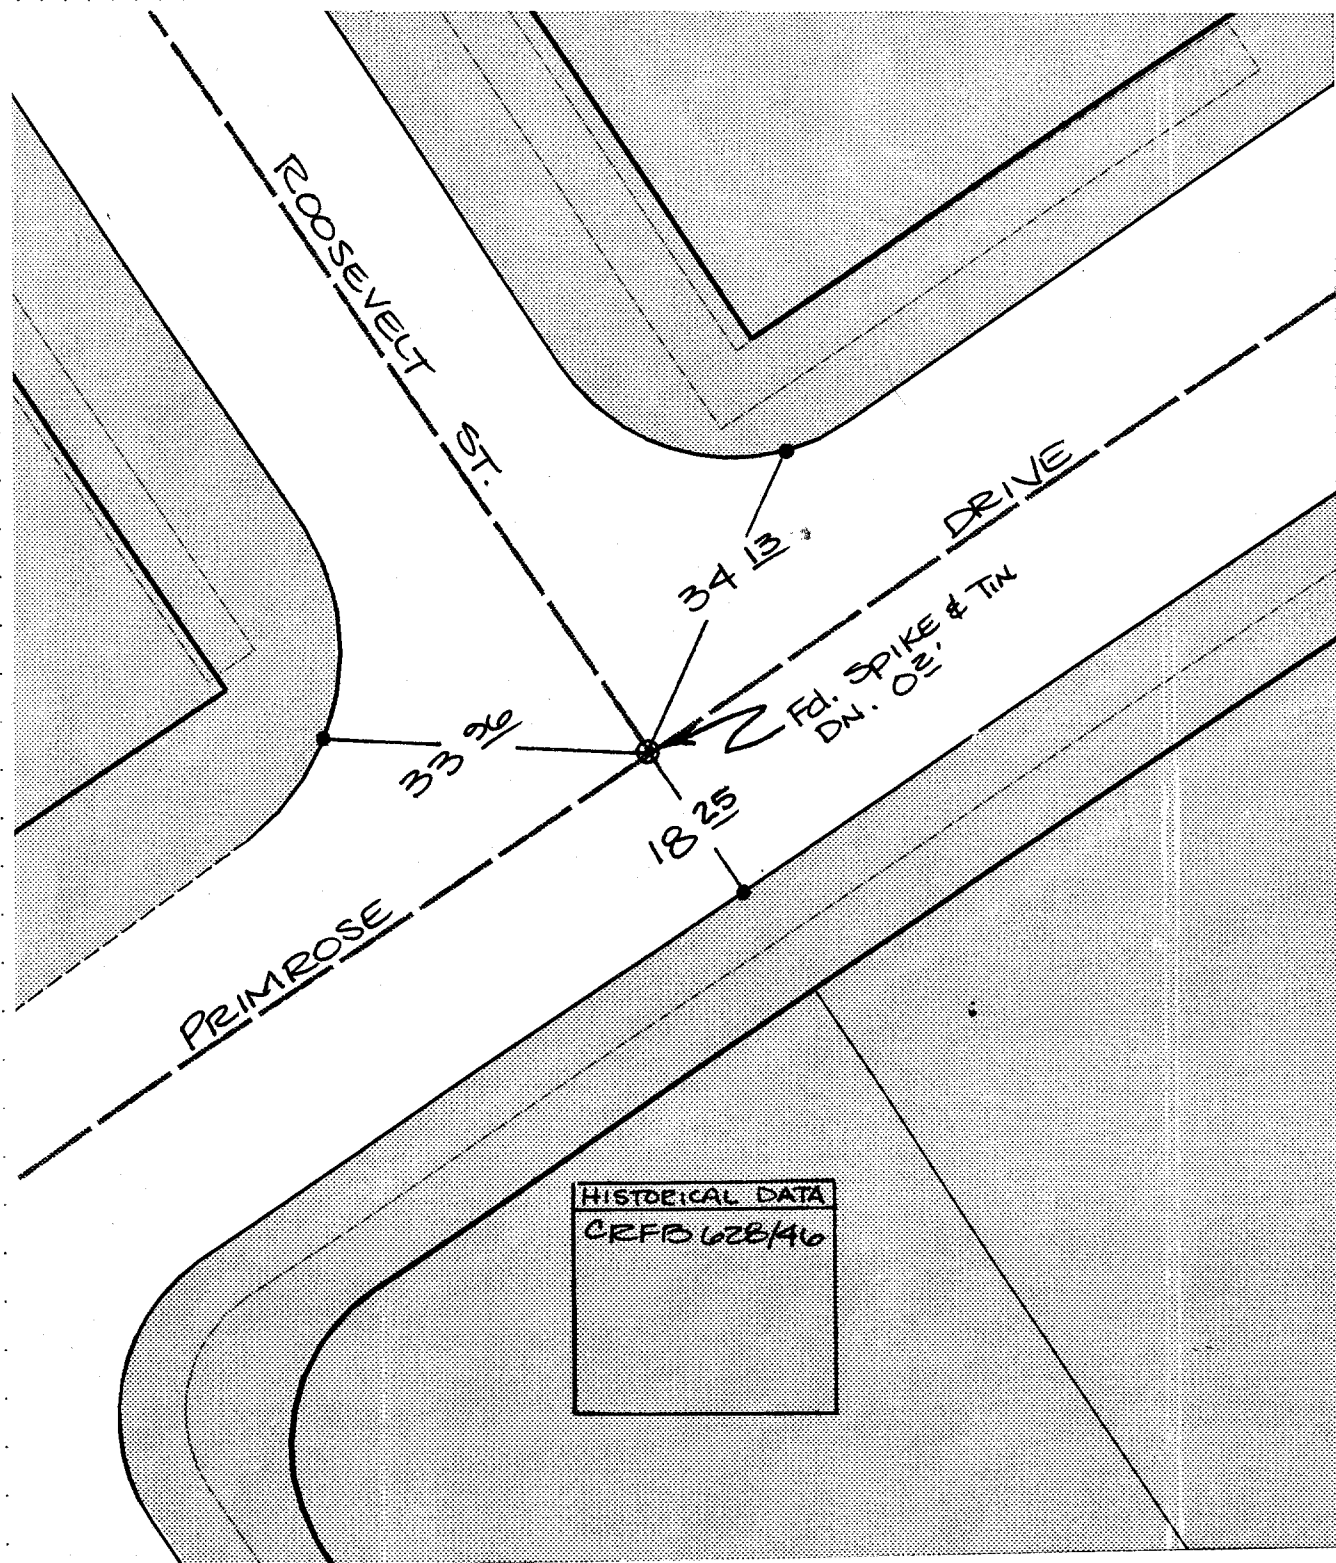 ROOSEVELT ST.
34 13
DRIVE
Fd. SPIKE & TIN
DN. 0 2'
33 96
18 25
PRIMROSE
HISTORICAL DATA
CRFB 628/46